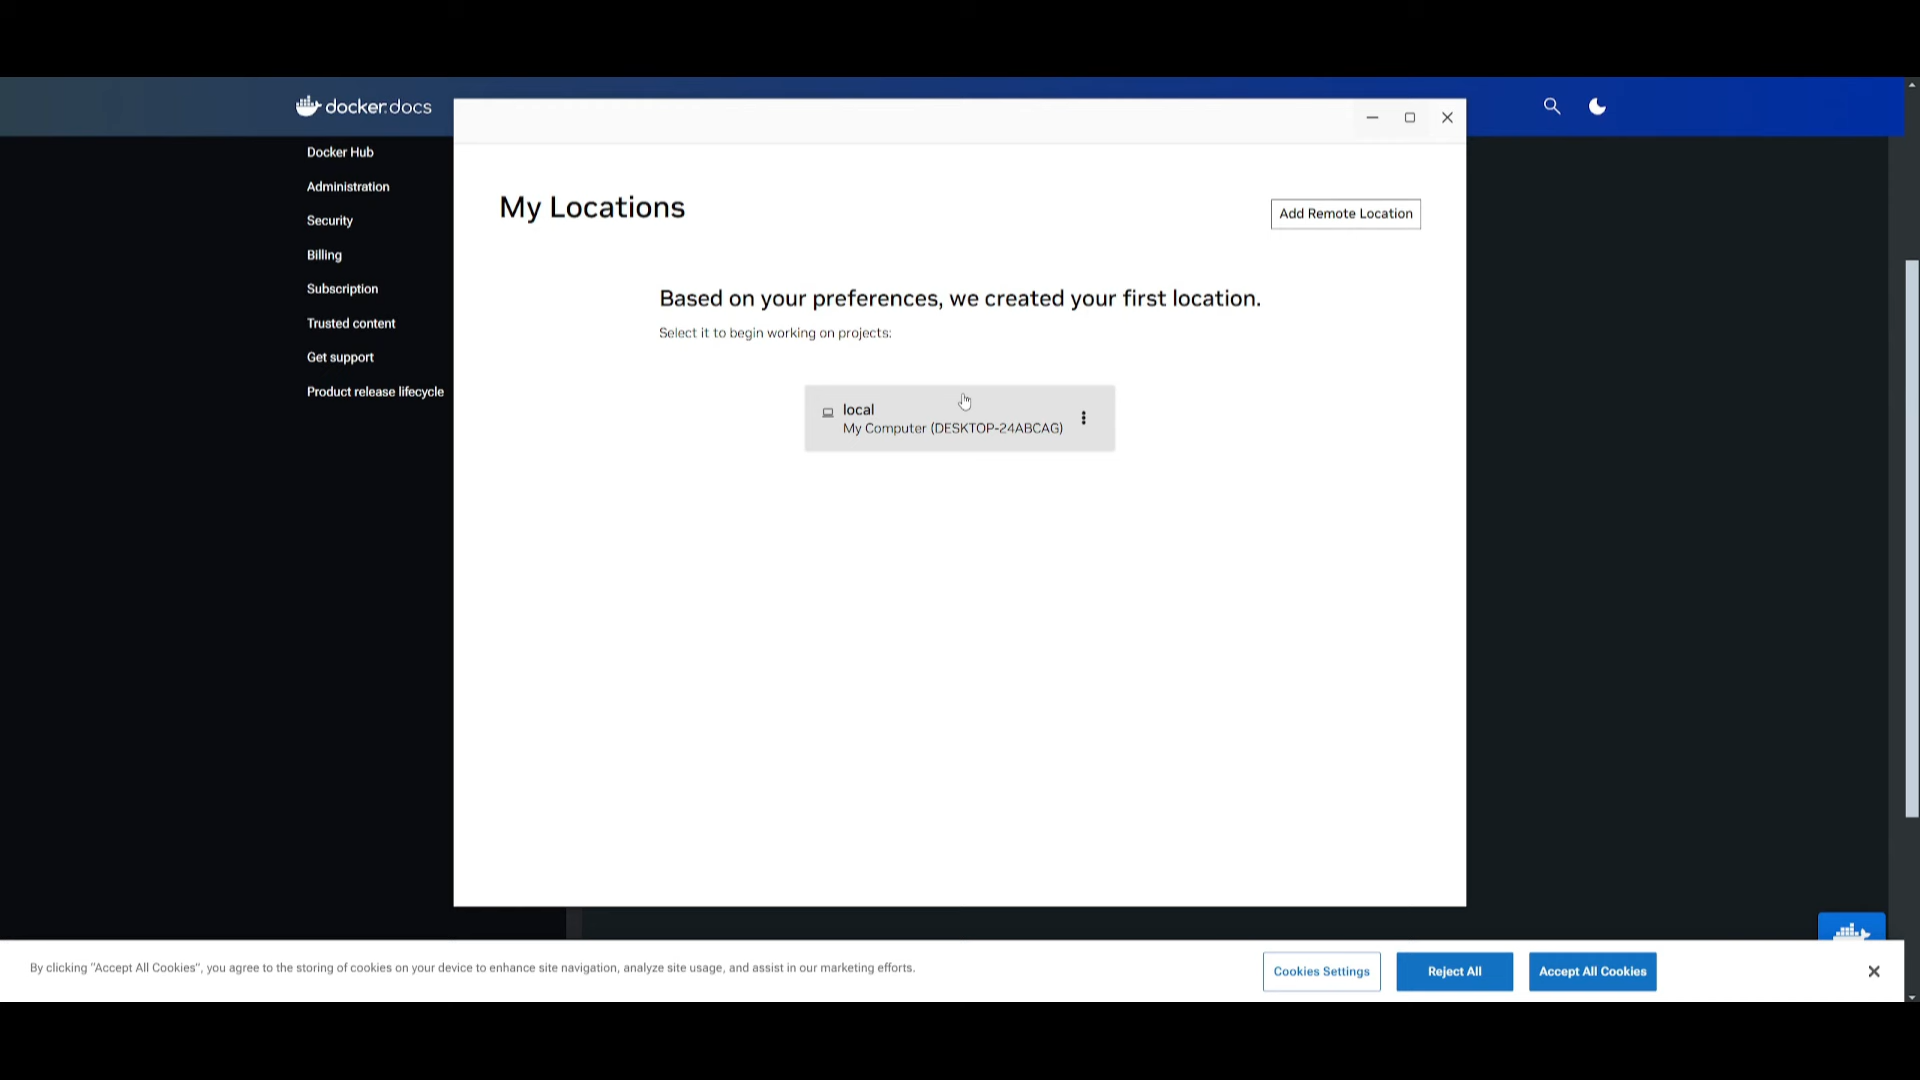 docker.docs
Docker Hub
Administration
Security
Billing
Subscription
Trusted content
Get support
Product release lifecycle
My Locations
Add Remote Location
Based on your preferences, we created your first location.
Select it to begin working on projects:
local
My Computer (DESKTOP-24ABCAG)
By clicking “Accept All Cookies”, you agree to the storing of cookies on your device to enhance site navigation, analyze site usage, and assist in our marketing efforts.
Cookies Settings
Reject All
Accept All Cookies